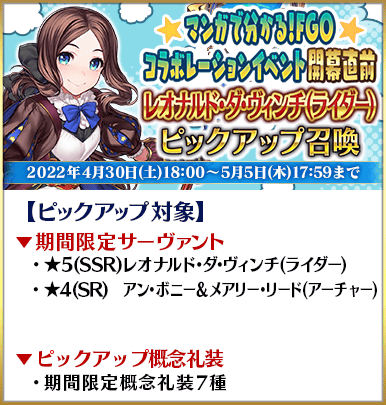 マンガで分かる!FGO
コラボレーションイベント開幕直前
レオナルド・ダ・ヴィンチ(ライダー)
ピックアップ召喚
2022年4月30日(土)18:00～5月5日(木)17:59まで
【ピックアップ対象】
▼期間限定サーヴァント
・★5(SSR)レオナルド・ダ・ヴィンチ(ライダー)
・★4(SR) アン・ボニー&メアリー・リード(アーチャー)
▼ピックアップ概念礼装
・期間限定概念礼装7種